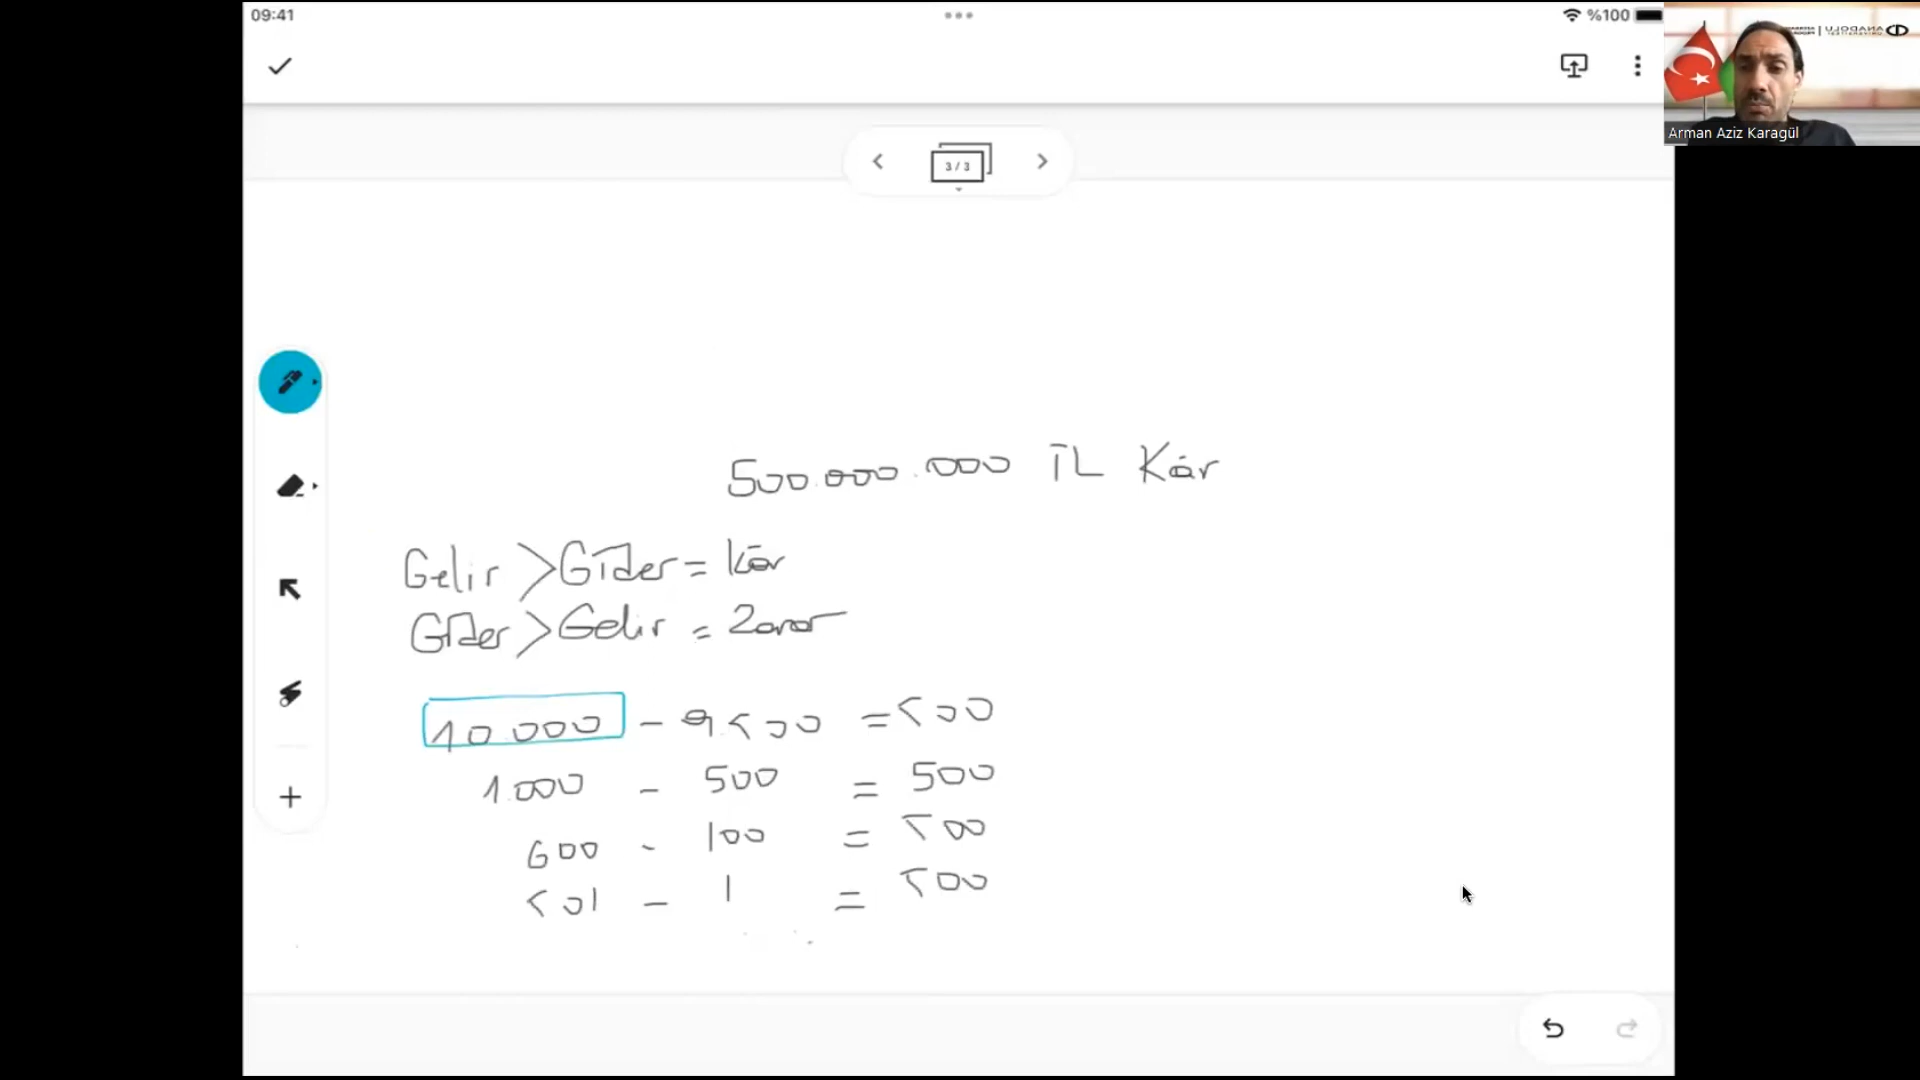 09:41
%100
3 / 3
Arman Aziz Karagül
500.000.000 TL Kâr
Gelir > Gider = kâr
Gider > Gelir = Zarar
10.000 - 9.500 = 500
1.000 - 500 = 500
600 - 100 = 500
501 - 1 = 500